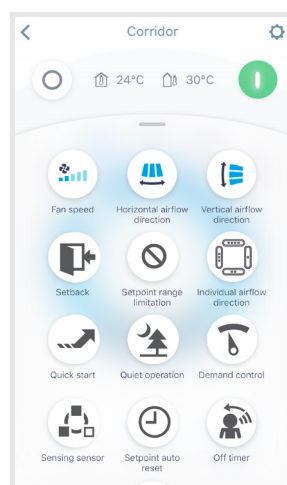 Corridor
24°C 30°C
Fan speed
Horizontal airflow
direction
Vertical airflow
direction
Setback
Setpoint range
limitation
Individual airflow
direction
Quick start
Quiet operation
Demand control
Sensing sensor
Setpoint auto
reset
Off timer